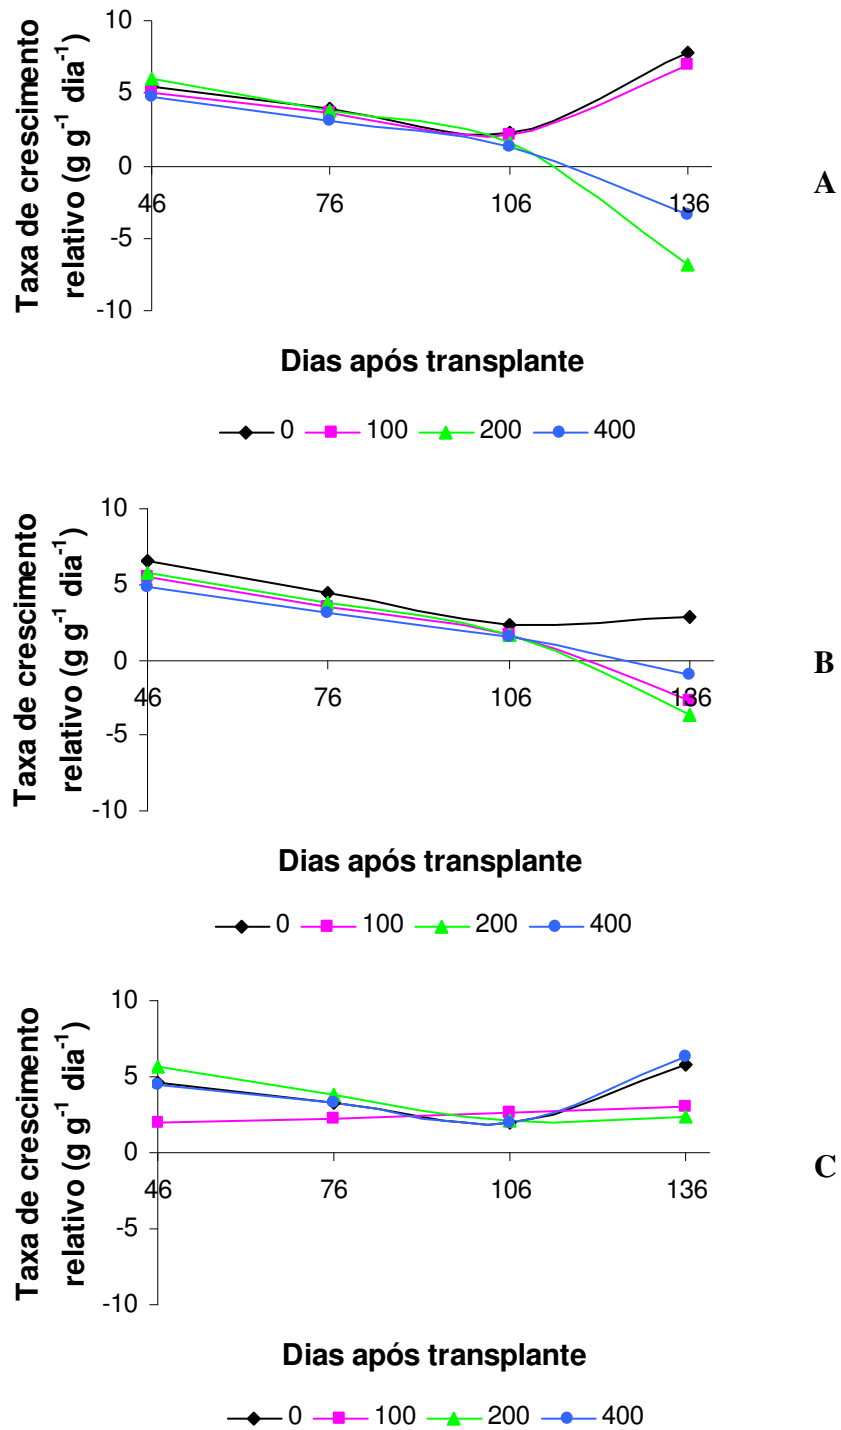 Taxa de crescimento
relativo (g g⁻¹ dia⁻¹)
10
5
0
-5
-10
46 76 106 136
A
Dias após transplante
0 100 200 400
Taxa de crescimento
relativo (g g⁻¹ dia⁻¹)
10
5
0
-5
-10
46 76 106 136
B
Dias após transplante
0 100 200 400
Taxa de crescimento
relativo (g g⁻¹ dia⁻¹)
10
5
0
-5
-10
46 76 106 136
C
Dias após transplante
0 100 200 400